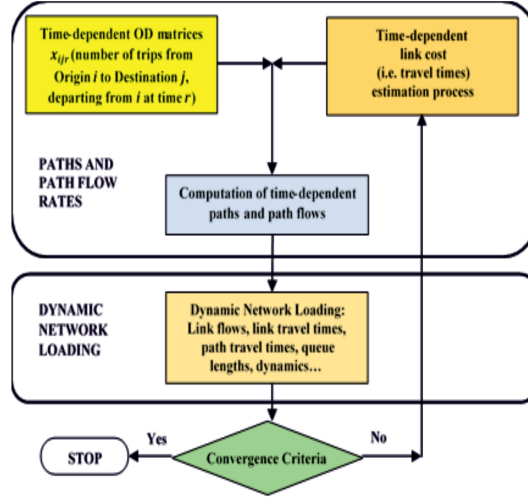 Time-dependent OD matrices
x_ijr (number of trips from
Origin i to Destination j,
departing from i at time r)
Time-dependent
link cost
(i.e. travel times)
estimation process
PATHS AND
PATH FLOW
RATES
Computation of time-dependent
paths and path flows
DYNAMIC
NETWORK
LOADING
Dynamic Network Loading:
Link flows, link travel times,
path travel times, queue
lengths, dynamics…
Yes
No
STOP
Convergence Criteria